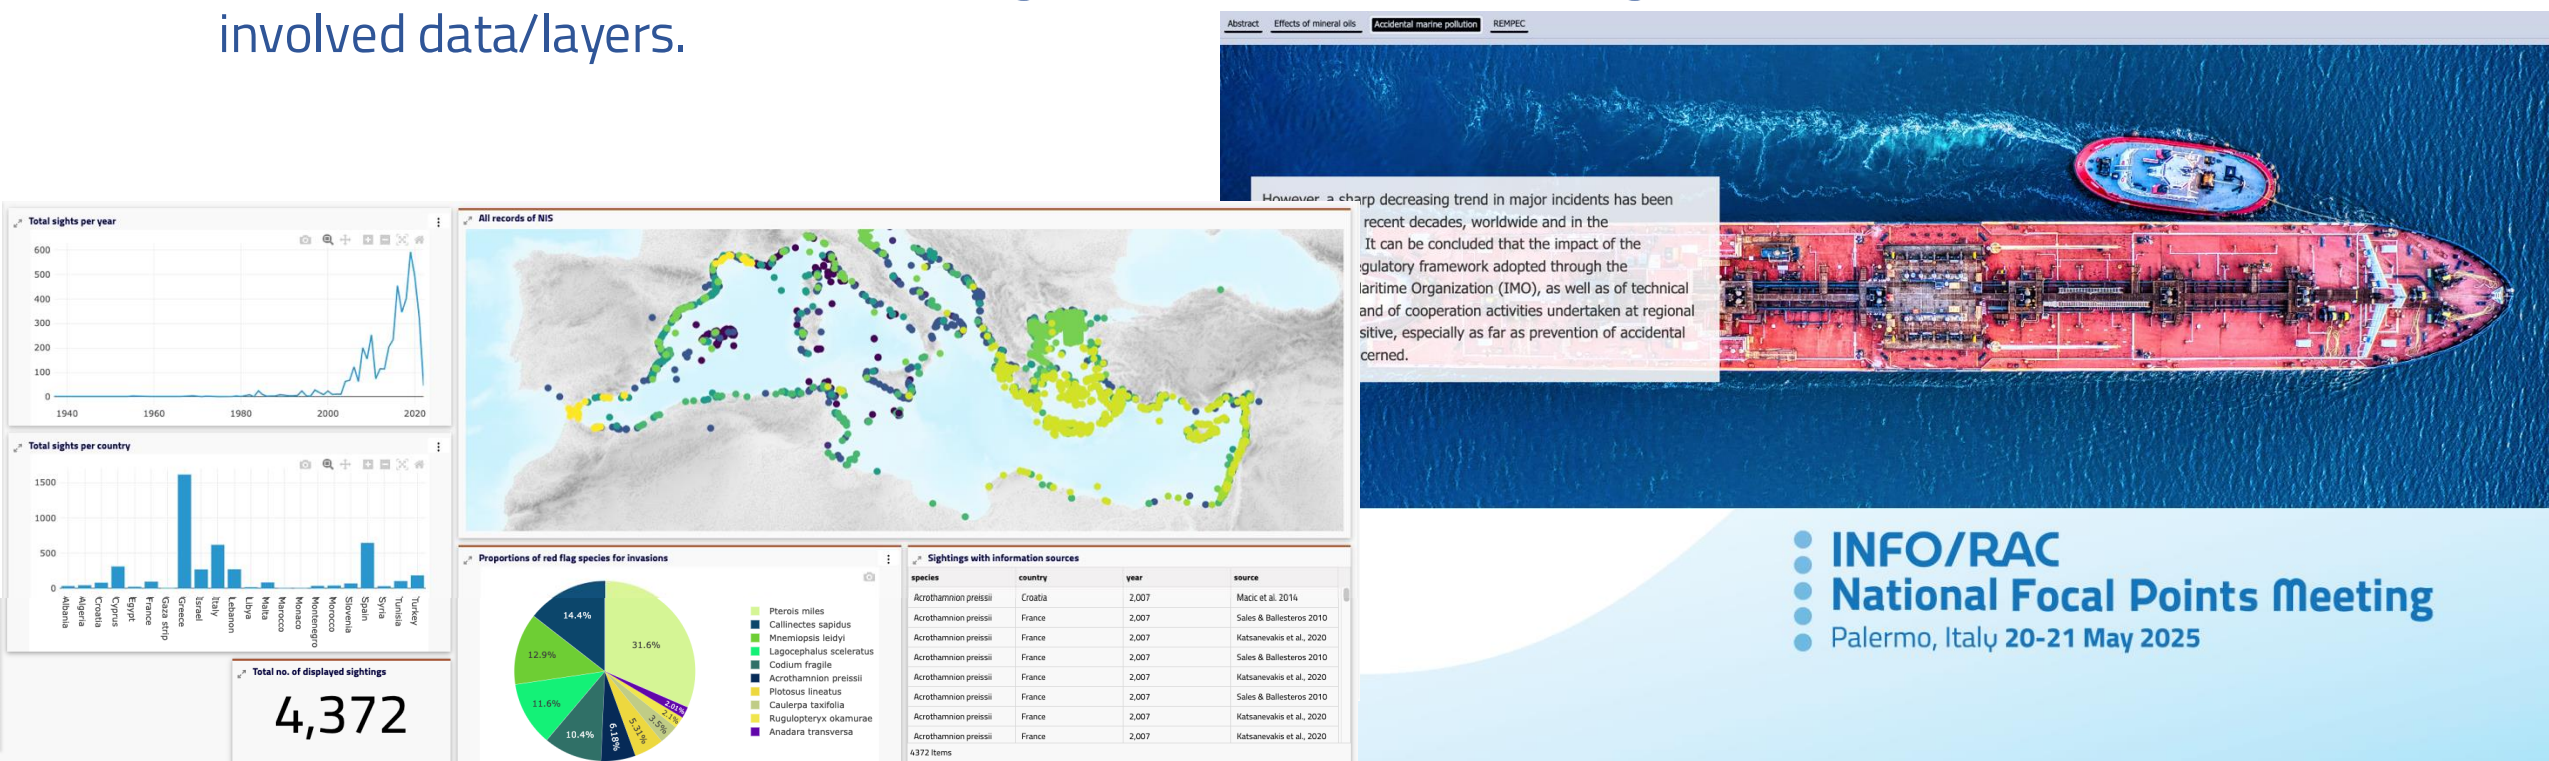 involved data/layers.
Abstract Effects of mineral oils Accidental marine pollution REMPEC
However, a sharp decreasing trend in major incidents has been
recent decades, worldwide and in the
It can be concluded that the impact of the
egulatory framework adopted through the
laritime Organization (IMO), as well as of technical
and of cooperation activities undertaken at regional
sitive, especially as far as prevention of accidental
cerned.
Total sights per year
600
500
400
300
200
100
0
1940 1960 1980 2000 2020
Total sights per country
1500
1000
500
0
Albania Algeria Croatia Cyprus Egypt France Gaza strip Greece Israel Italy Lebanon Libya Malta Marocco Monaco Montenegro Morocco Slovenia Spain Syria Tunisia Turkey
Total no. of displayed sightings
4,372
All records of NIS
Proportions of red flag species for invasions
31.6%
14.4%
12.9%
11.6%
10.4%
6.18%
5.31%
3.5%
2.1%
2.01%
Pterois miles
Callinectes sapidus
Mnemiopsis leidyi
Lagocephalus sceleratus
Codium fragile
Acrothamnion preissii
Plotosus lineatus
Caulerpa taxifolia
Rugulopteryx okamurae
Anadara transversa
Sightings with information sources
species country year source
Acrothamnion preissii Croatia 2,007 Macic et al. 2014
Acrothamnion preissii France 2,007 Sales & Ballesteros 2010
Acrothamnion preissii France 2,007 Katsanevakis et al., 2020
Acrothamnion preissii France 2,007 Sales & Ballesteros 2010
Acrothamnion preissii France 2,007 Katsanevakis et al., 2020
Acrothamnion preissii France 2,007 Sales & Ballesteros 2010
Acrothamnion preissii France 2,007 Katsanevakis et al., 2020
Acrothamnion preissii France 2,007 Katsanevakis et al., 2020
4372 Items
INFO/RAC
National Focal Points Meeting
Palermo, Italy 20-21 May 2025